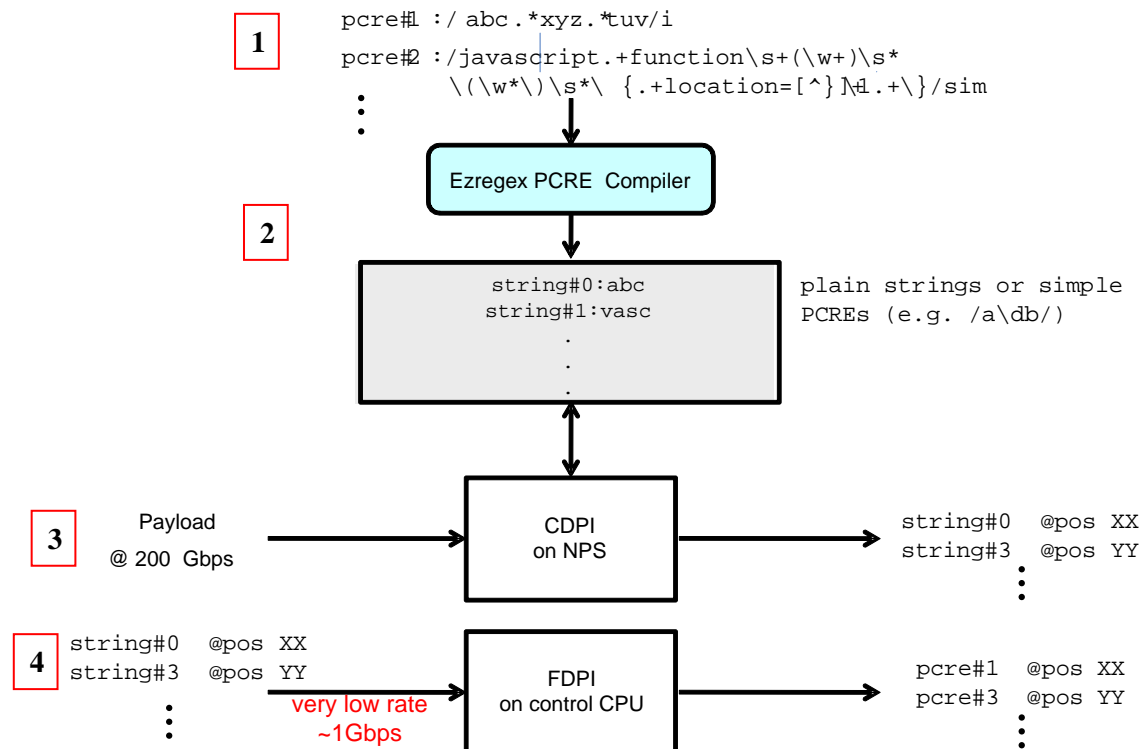 1
pcre#1 :/ abc.*xyz.*tuv/i
pcre#2 :/javascript.+function\s+(\w+)\s*
\(\w*\)\s*\ {.+location=[^}]\1.+\}/sim
Ezregex PCRE Compiler
2
string#0:abc
string#1:vasc
.
.
.
plain strings or simple
PCREs (e.g. /a\db/)
3
Payload
@ 200 Gbps
CDPI
on NPS
string#0 @pos XX
string#3 @pos YY
4
string#0 @pos XX
string#3 @pos YY
very low rate
~1Gbps
FDPI
on control CPU
pcre#1 @pos XX
pcre#3 @pos YY